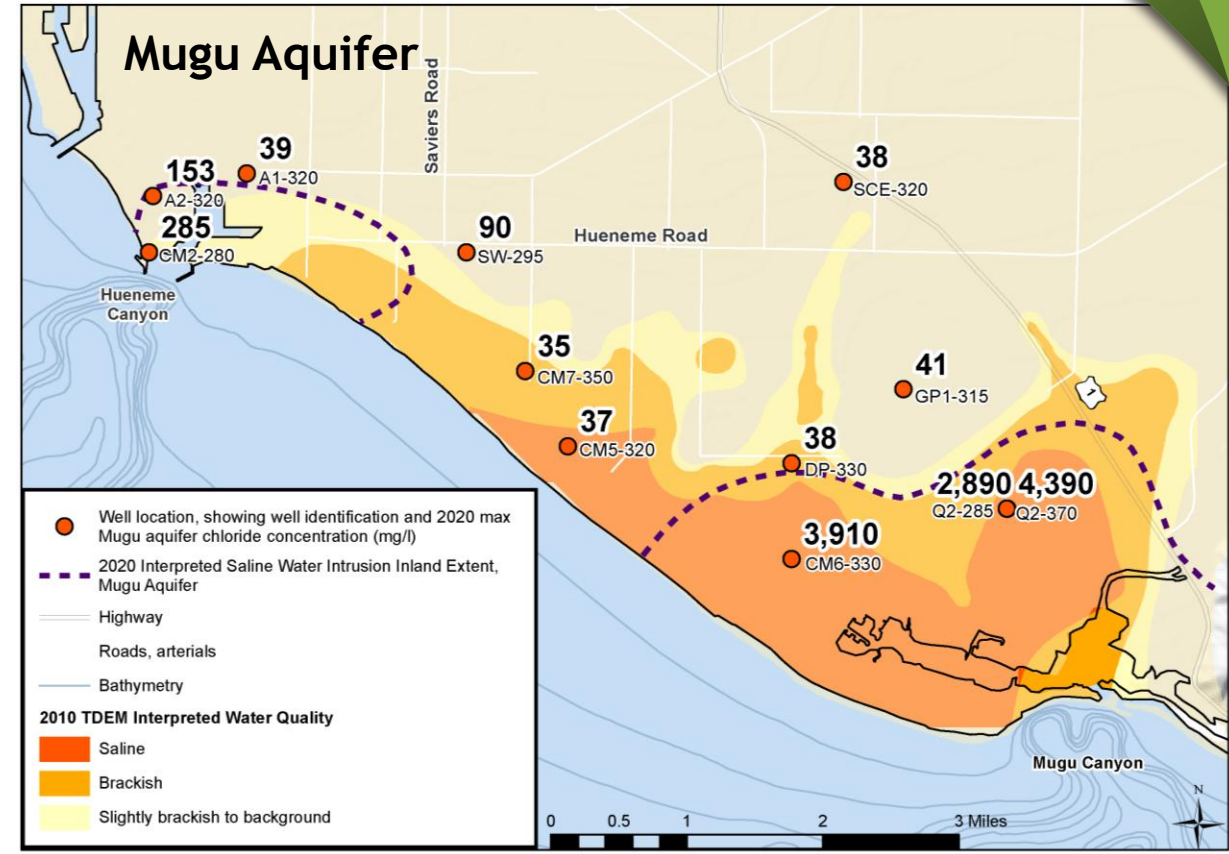 Mugu Aquifer
Saviers Road
39
A1-320
153
A2-320
285
CM2-280
Hueneme
Canyon
90
SW-295
Hueneme Road
38
SCE-320
35
CM7-350
37
CM5-320
41
GP1-315
38
DP-330
1
2,890
Q2-285
4,390
Q2-370
3,910
CM6-330
Mugu Canyon
Well location, showing well identification and 2020 max
Mugu aquifer chloride concentration (mg/l)
2020 Interpreted Saline Water Intrusion Inland Extent,
Mugu Aquifer
Highway
Roads, arterials
Bathymetry
2010 TDEM Interpreted Water Quality
Saline
Brackish
Slightly brackish to background
0 0.5 1 2 3 Miles
N